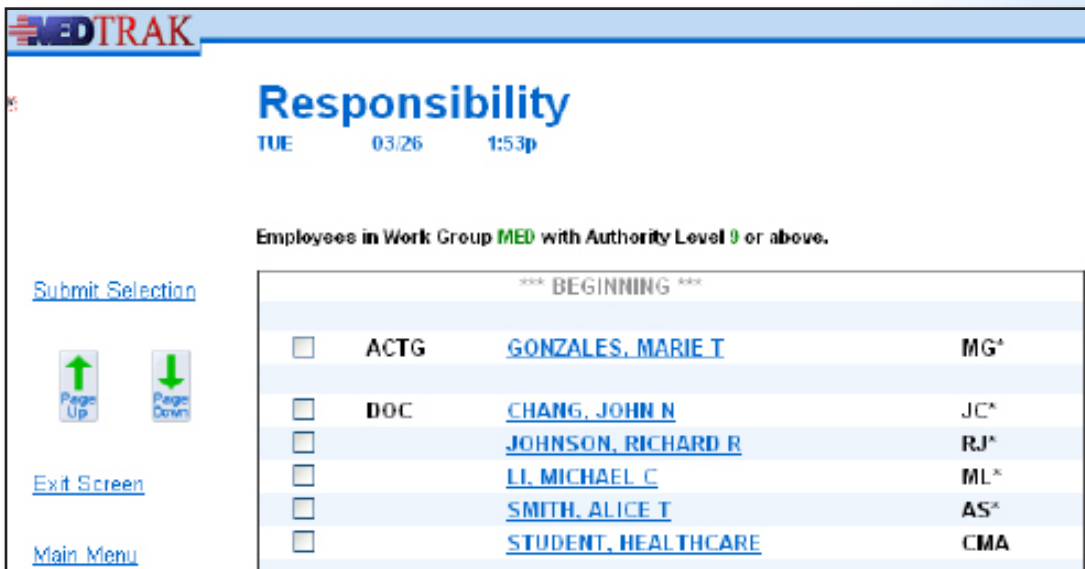 MEDTRAK
Responsibility
TUE 03/26 1:53p
Employees in Work Group MED with Authority Level 9 or above.
Submit Selection
*** BEGINNING ***
ACTG GONZALES, MARIE T MG*
Page Up Page Down
DOC CHANG, JOHN N JC*
JOHNSON, RICHARD R RJ*
Exit Screen
LI, MICHAEL C ML*
SMITH, ALICE T AS*
Main Menu
STUDENT, HEALTHCARE CMA